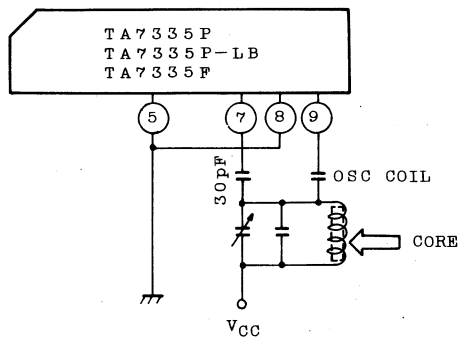 TA7335P
TA7335P-LB
TA7335F
5
7
8
9
30pF
OSC COIL
CORE
VCC